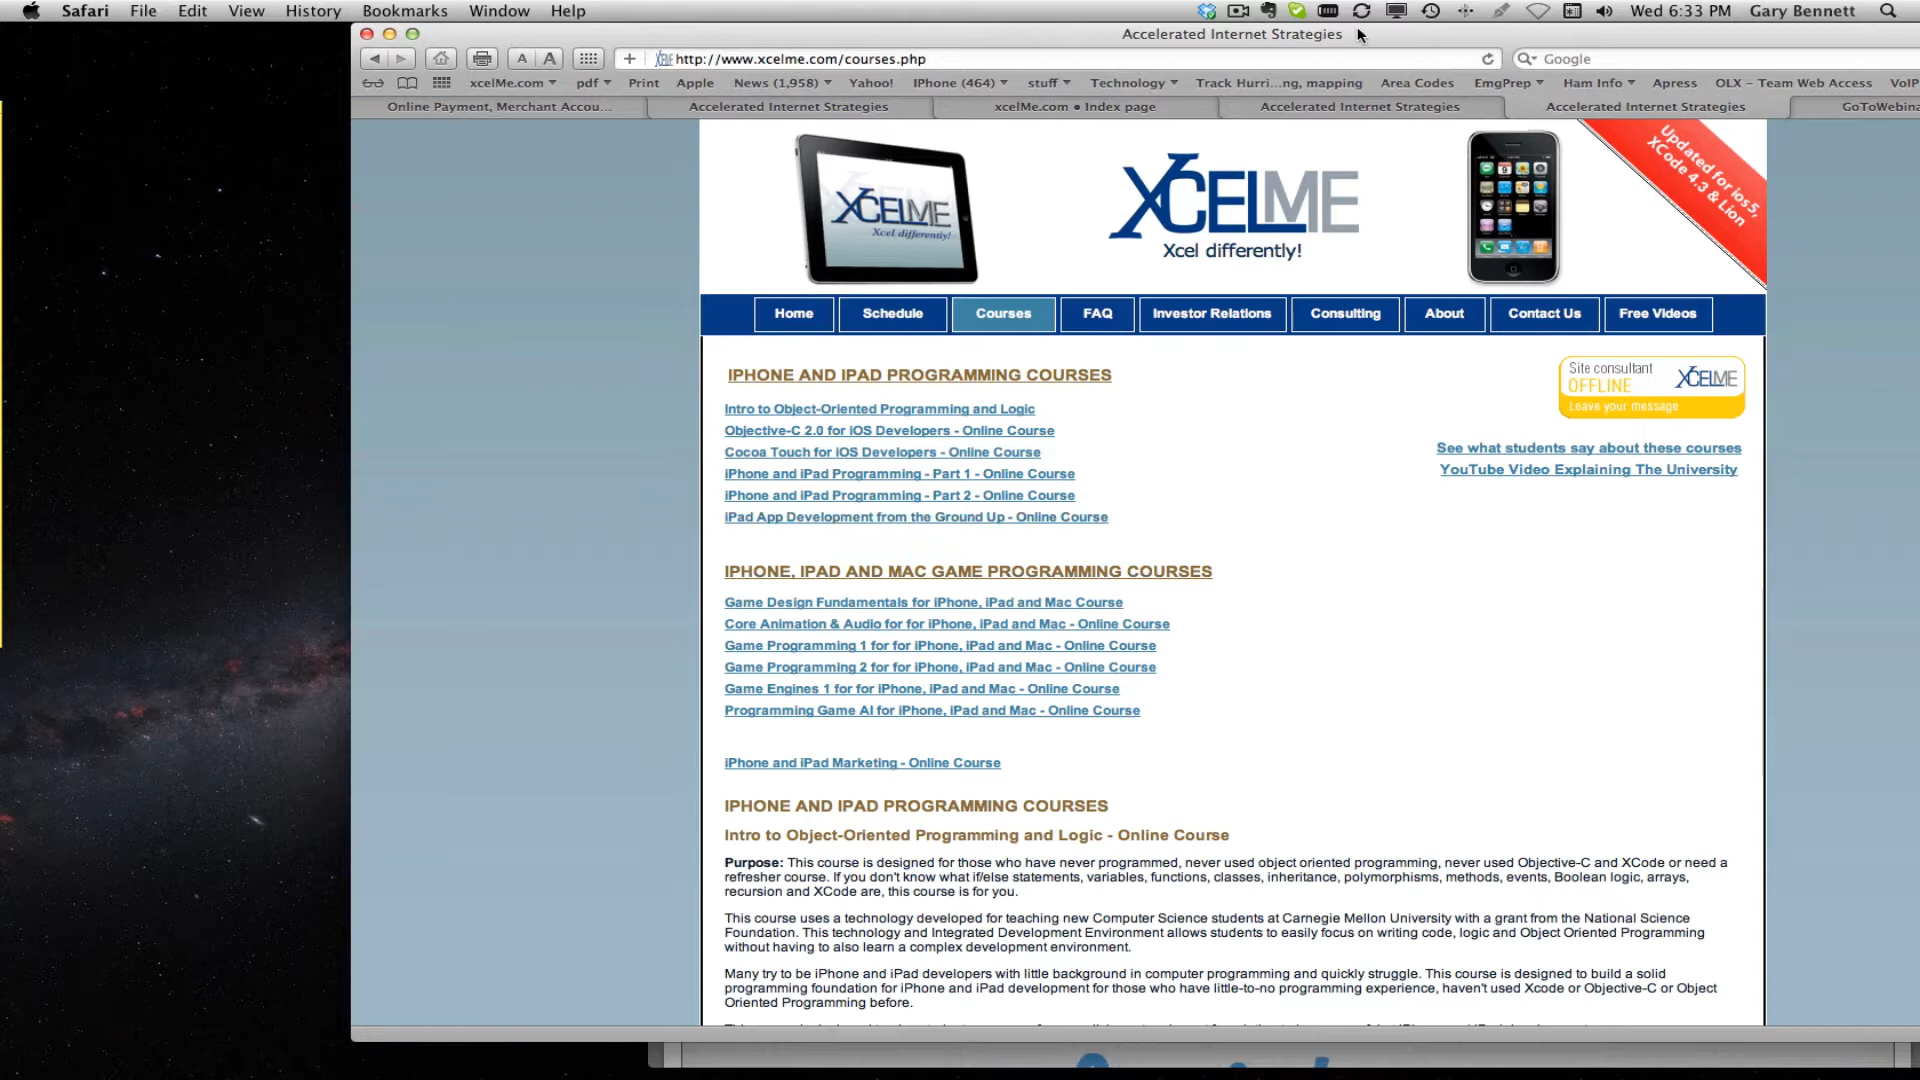 Safari File Edit View History Bookmarks Window Help Wed 6:33 PM Gary Bennett
Accelerated Internet Strategies
http://www.xcelme.com/courses.php Google
xcelMe.com pdf Print Apple News (1,958) Yahoo! IPhone (464) stuff Technology Track Hurri...ng, mapping Area Codes EmgPrep Ham Info Apress OLX – Team Web Access VoIP
Online Payment, Merchant Accou... Accelerated Internet Strategies xcelMe.com • Index page Accelerated Internet Strategies Accelerated Internet Strategies GoToWebina
XCELME
Xcel differently!
XCELME
Xcel differently!
Updated for ios5,
XCode 4.3 & Lion
Home Schedule Courses FAQ Investor Relations Consulting About Contact Us Free Videos
IPHONE AND IPAD PROGRAMMING COURSES
Intro to Object-Oriented Programming and Logic
Objective-C 2.0 for iOS Developers - Online Course
Cocoa Touch for iOS Developers - Online Course
iPhone and iPad Programming - Part 1 - Online Course
iPhone and iPad Programming - Part 2 - Online Course
iPad App Development from the Ground Up - Online Course
Site consultant
OFFLINE
XCELME
Leave your message
See what students say about these courses
YouTube Video Explaining The University
IPHONE, IPAD AND MAC GAME PROGRAMMING COURSES
Game Design Fundamentals for iPhone, iPad and Mac Course
Core Animation & Audio for for iPhone, iPad and Mac - Online Course
Game Programming 1 for for iPhone, iPad and Mac - Online Course
Game Programming 2 for for iPhone, iPad and Mac - Online Course
Game Engines 1 for for iPhone, iPad and Mac - Online Course
Programming Game AI for iPhone, iPad and Mac - Online Course
iPhone and iPad Marketing - Online Course
IPHONE AND IPAD PROGRAMMING COURSES
Intro to Object-Oriented Programming and Logic - Online Course
Purpose: This course is designed for those who have never programmed, never used object oriented programming, never used Objective-C and XCode or need a
refresher course. If you don't know what if/else statements, variables, functions, classes, inheritance, polymorphisms, methods, events, Boolean logic, arrays,
recursion and XCode are, this course is for you.
This course uses a technology developed for teaching new Computer Science students at Carnegie Mellon University with a grant from the National Science
Foundation. This technology and Integrated Development Environment allows students to easily focus on writing code, logic and Object Oriented Programming
without having to also learn a complex development environment.
Many try to be iPhone and iPad developers with little background in computer programming and quickly struggle. This course is designed to build a solid
programming foundation for iPhone and iPad development for those who have little-to-no programming experience, haven't used Xcode or Objective-C or Object
Oriented Programming before.